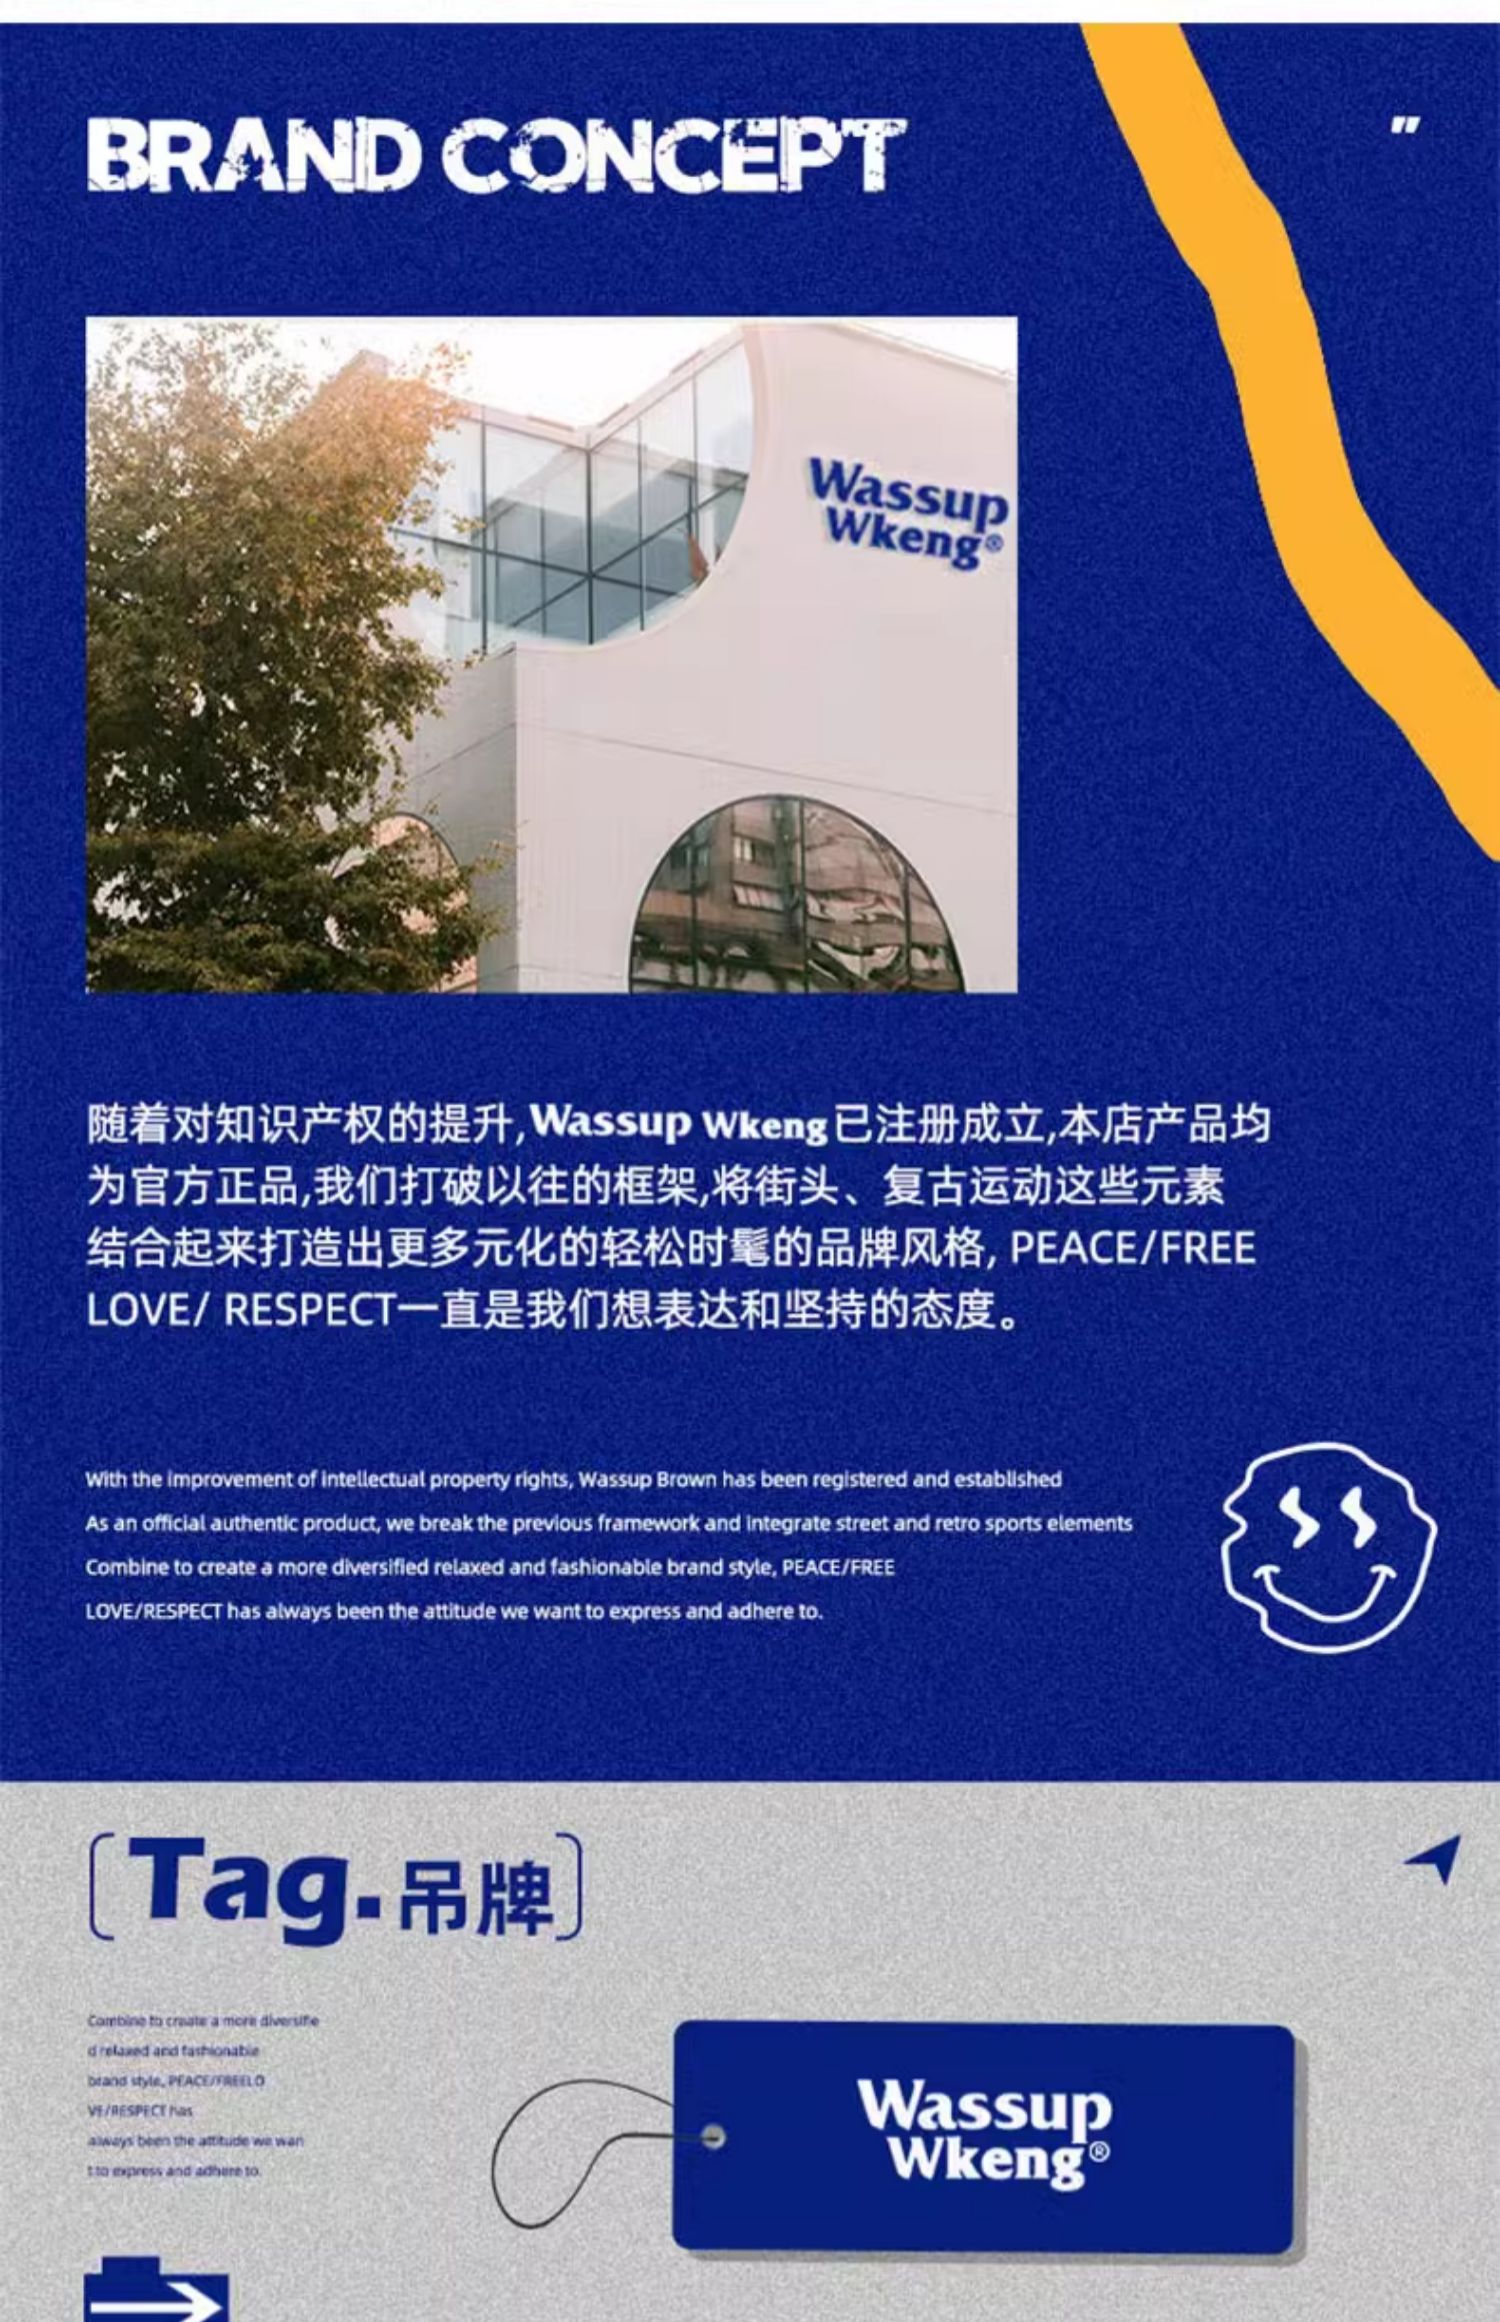 BRAND CONCEPT
"
Wassup
Wkeng®
随着对知识产权的提升,Wassup Wkeng已注册成立,本店产品均
为官方正品,我们打破以往的框架,将街头、复古运动这些元素
结合起来打造出更多元化的轻松时髦的品牌风格, PEACE/FREE
LOVE/ RESPECT一直是我们想表达和坚持的态度。
With the improvement of intellectual property rights, Wassup Brown has been registered and established
As an official authentic product, we break the previous framework and integrate street and retro sports elements
Combine to create a more diversified relaxed and fashionable brand style, PEACE/FREE
LOVE/RESPECT has always been the attitude we want to express and adhere to.
[Tag.吊牌]
Combine to create a more diversifie
d relaxed and fashionable
brand style, PEACE/FREELO
VE/RESPECT has
always been the attitude we wan
t to express and adhere to.
Wassup
Wkeng®